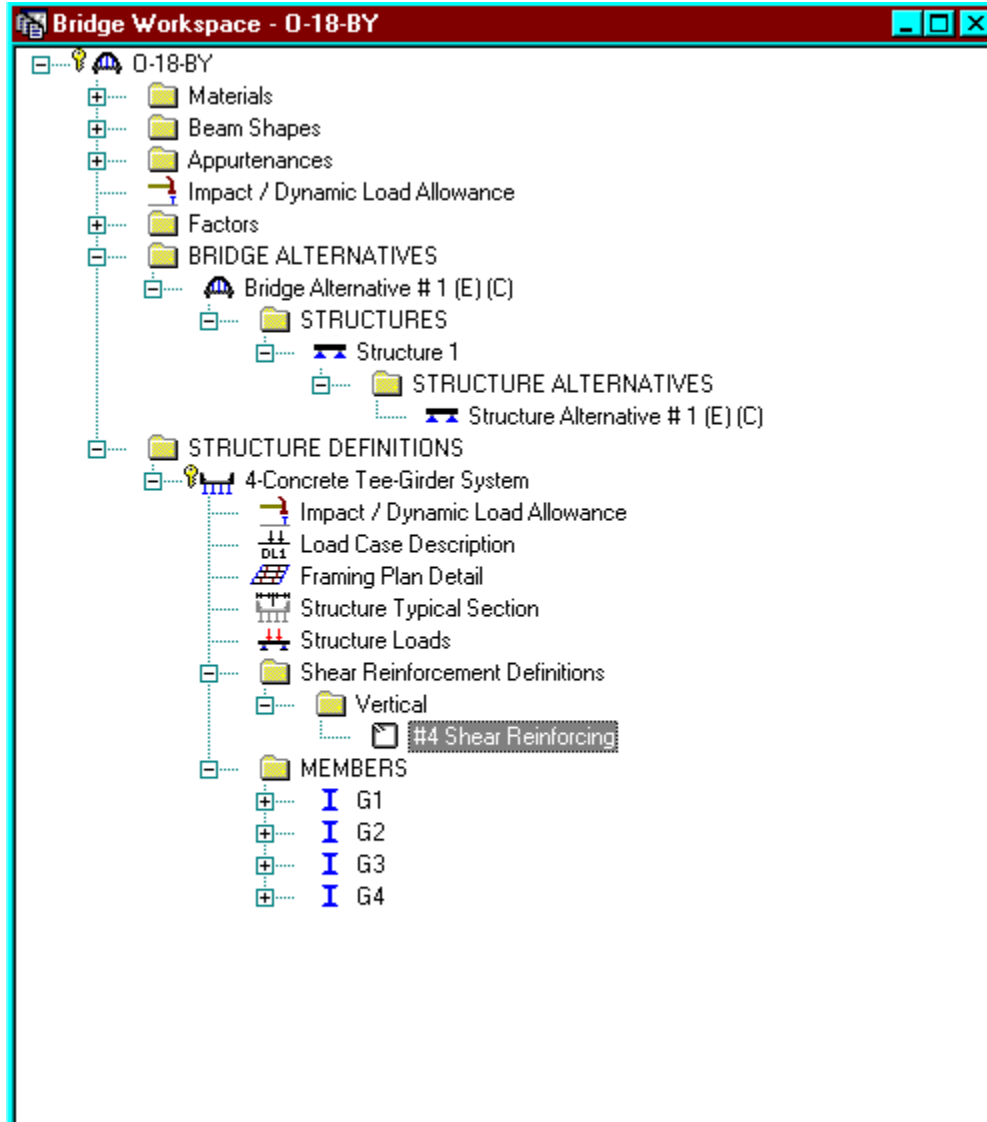 Bridge Workspace - O-18-BY
O-18-BY
Materials
Beam Shapes
Appurtenances
Impact / Dynamic Load Allowance
Factors
BRIDGE ALTERNATIVES
Bridge Alternative # 1 (E) (C)
STRUCTURES
Structure 1
STRUCTURE ALTERNATIVES
Structure Alternative # 1 (E) (C)
STRUCTURE DEFINITIONS
4-Concrete Tee-Girder System
Impact / Dynamic Load Allowance
DL1 Load Case Description
Framing Plan Detail
Structure Typical Section
Structure Loads
Shear Reinforcement Definitions
Vertical
#4 Shear Reinforcing
MEMBERS
G1
G2
G3
G4